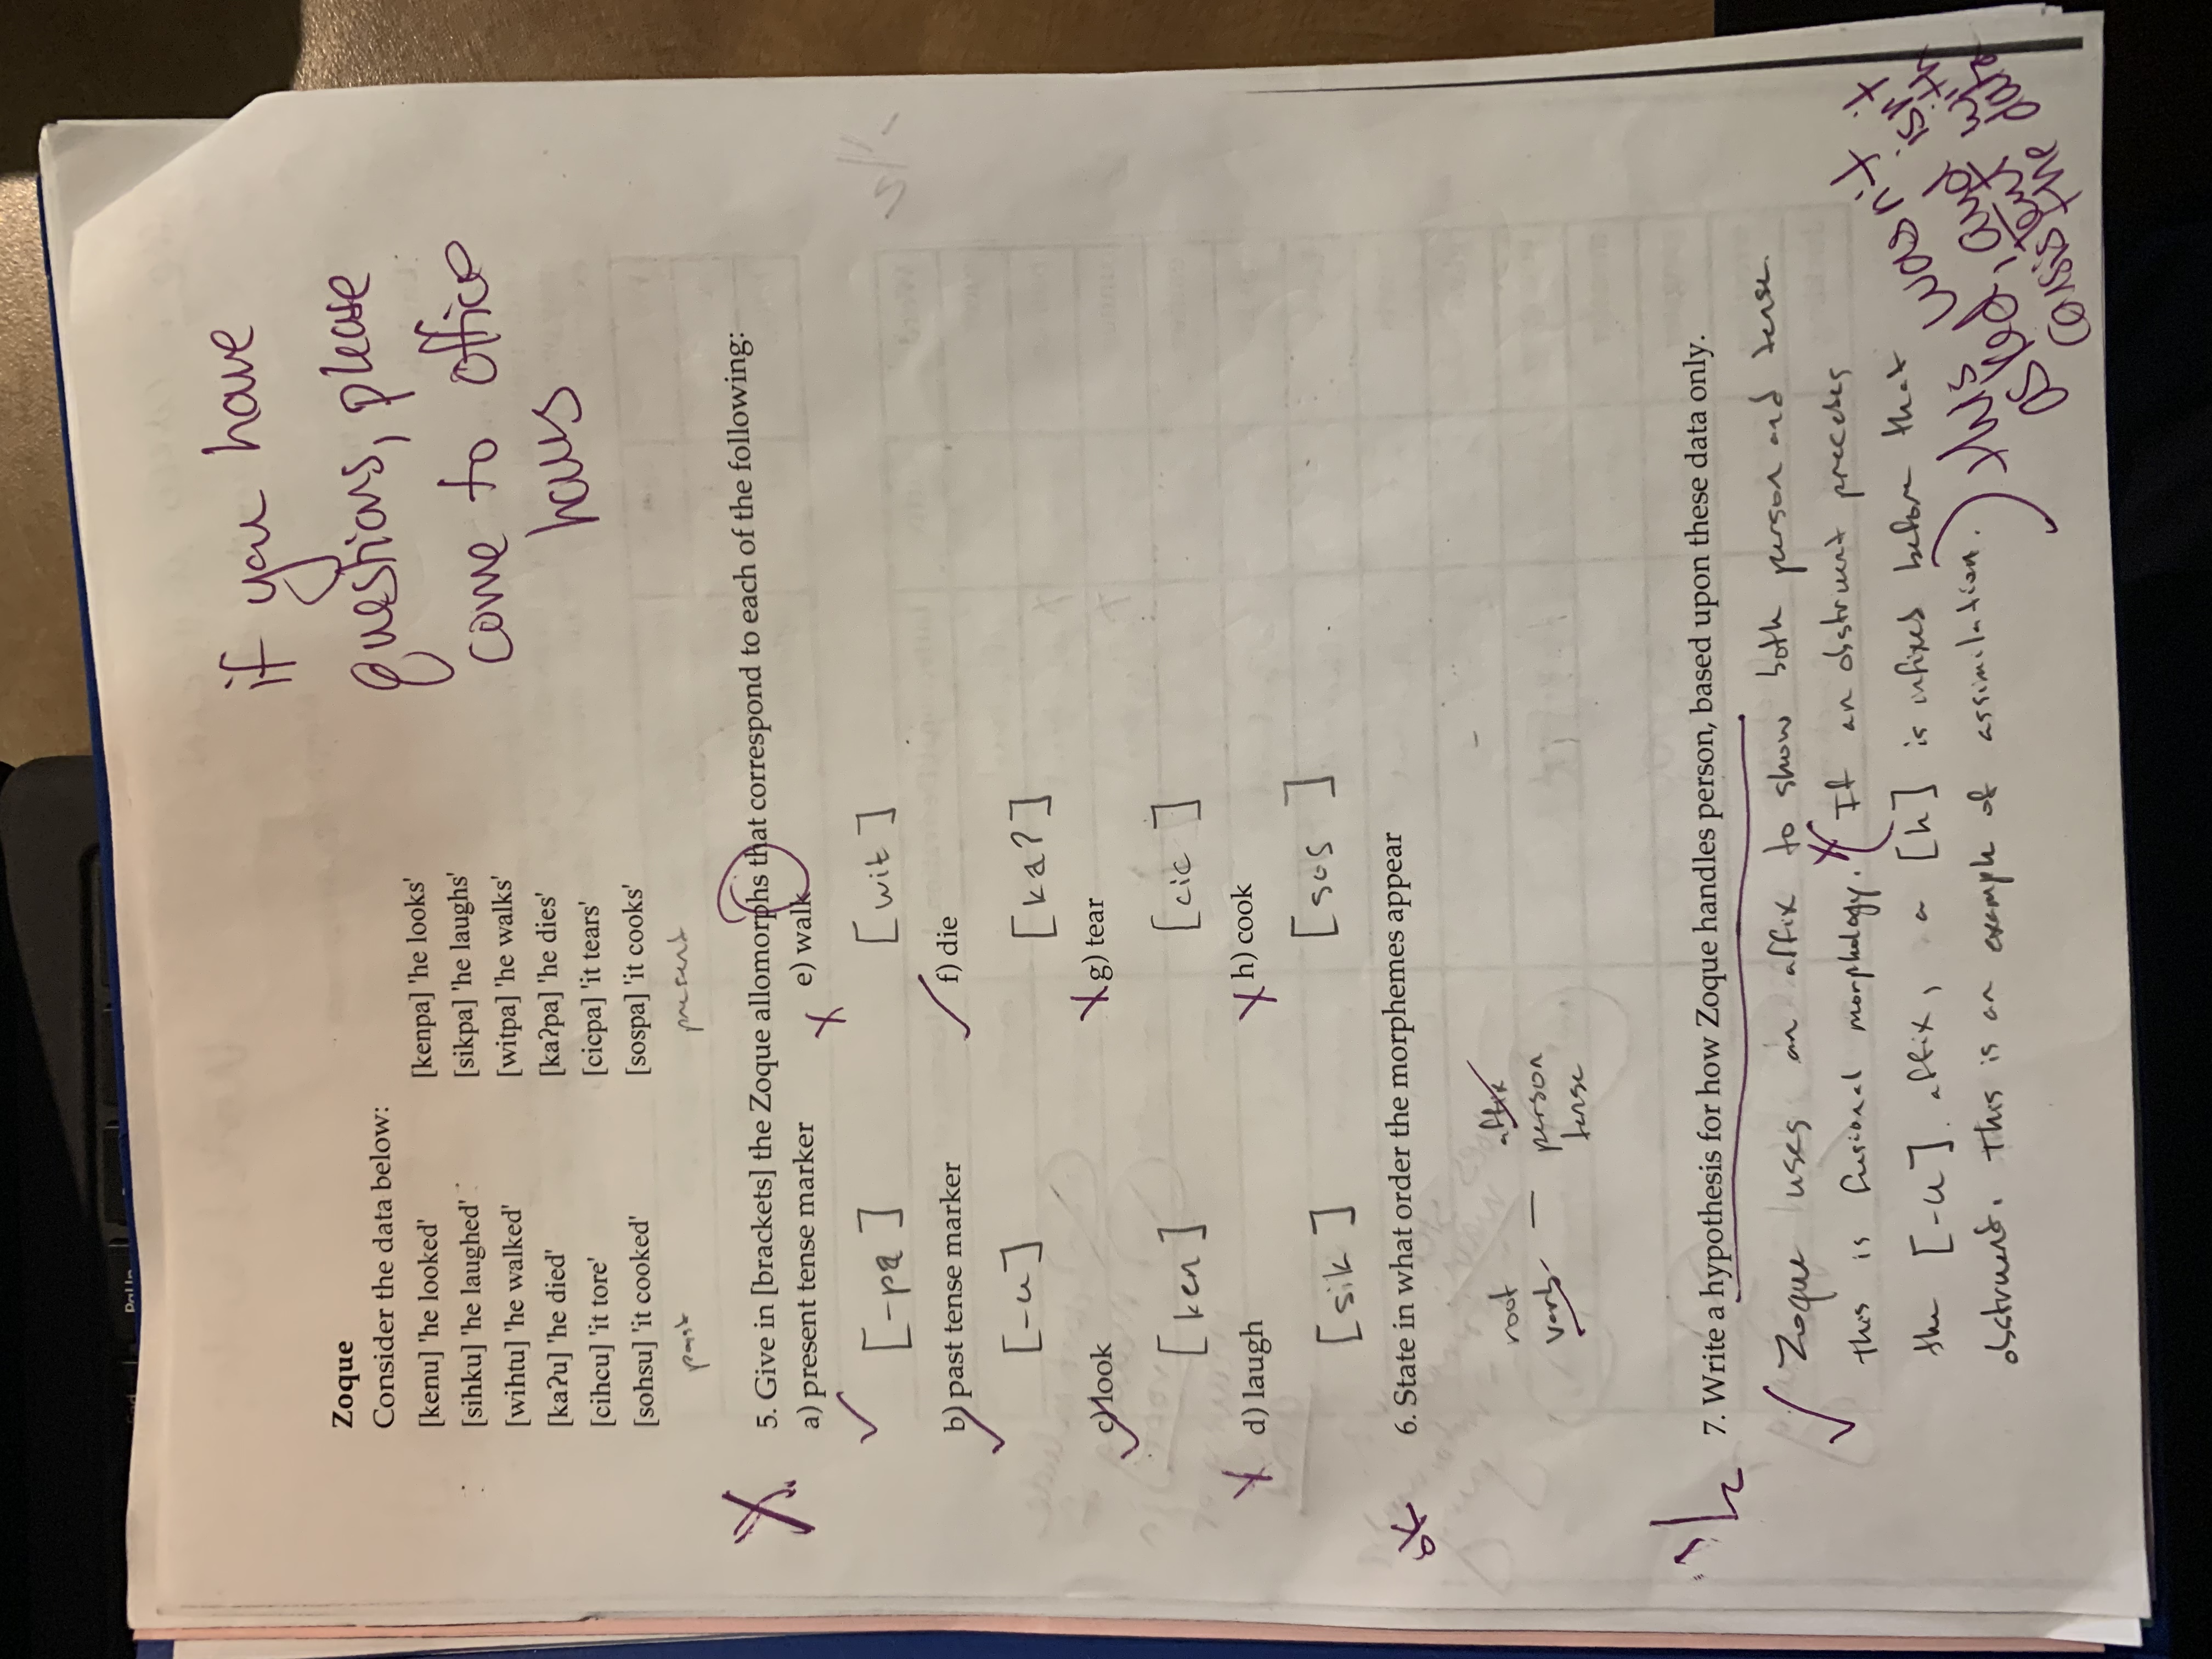 PgUp
if you have
questions, please
come to office
hours
Zoque
Consider the data below:
[kenu] 'he looked' [kenpa] 'he looks'
[sihku] 'he laughed' [sikpa] 'he laughs'
[wihtu] 'he walked' [witpa] 'he walks'
[kaʔu] 'he died' [kaʔpa] 'he dies'
[cihcu] 'it tore' [cicpa] 'it tears'
[sohsu] 'it cooked' [sospa] 'it cooks'
past present
X 5. Give in [brackets] the Zoque allomorphs that correspond to each of the following:
a) present tense marker X e) walk
✓ [-pa] [wit]
b) past tense marker ✓ f) die
✓ [-u] [kaʔ]
c) look X g) tear
✓ [ken] [cic]
X d) laugh X h) cook
[sik] [sos]
ok 6. State in what order the morphemes appear
root affix
verb — person
tense
7. Write a hypothesis for how Zoque handles person, based upon these data only.
✓ Zoque uses an affix to show both person and tense.
this is fusional morphology. X (If an obstruent precedes
the [-u] affix, a [h] is infixed before that
obstruent. This is an example of assimilation.)
this wasn't
asked, and isn't
consistent with
the data